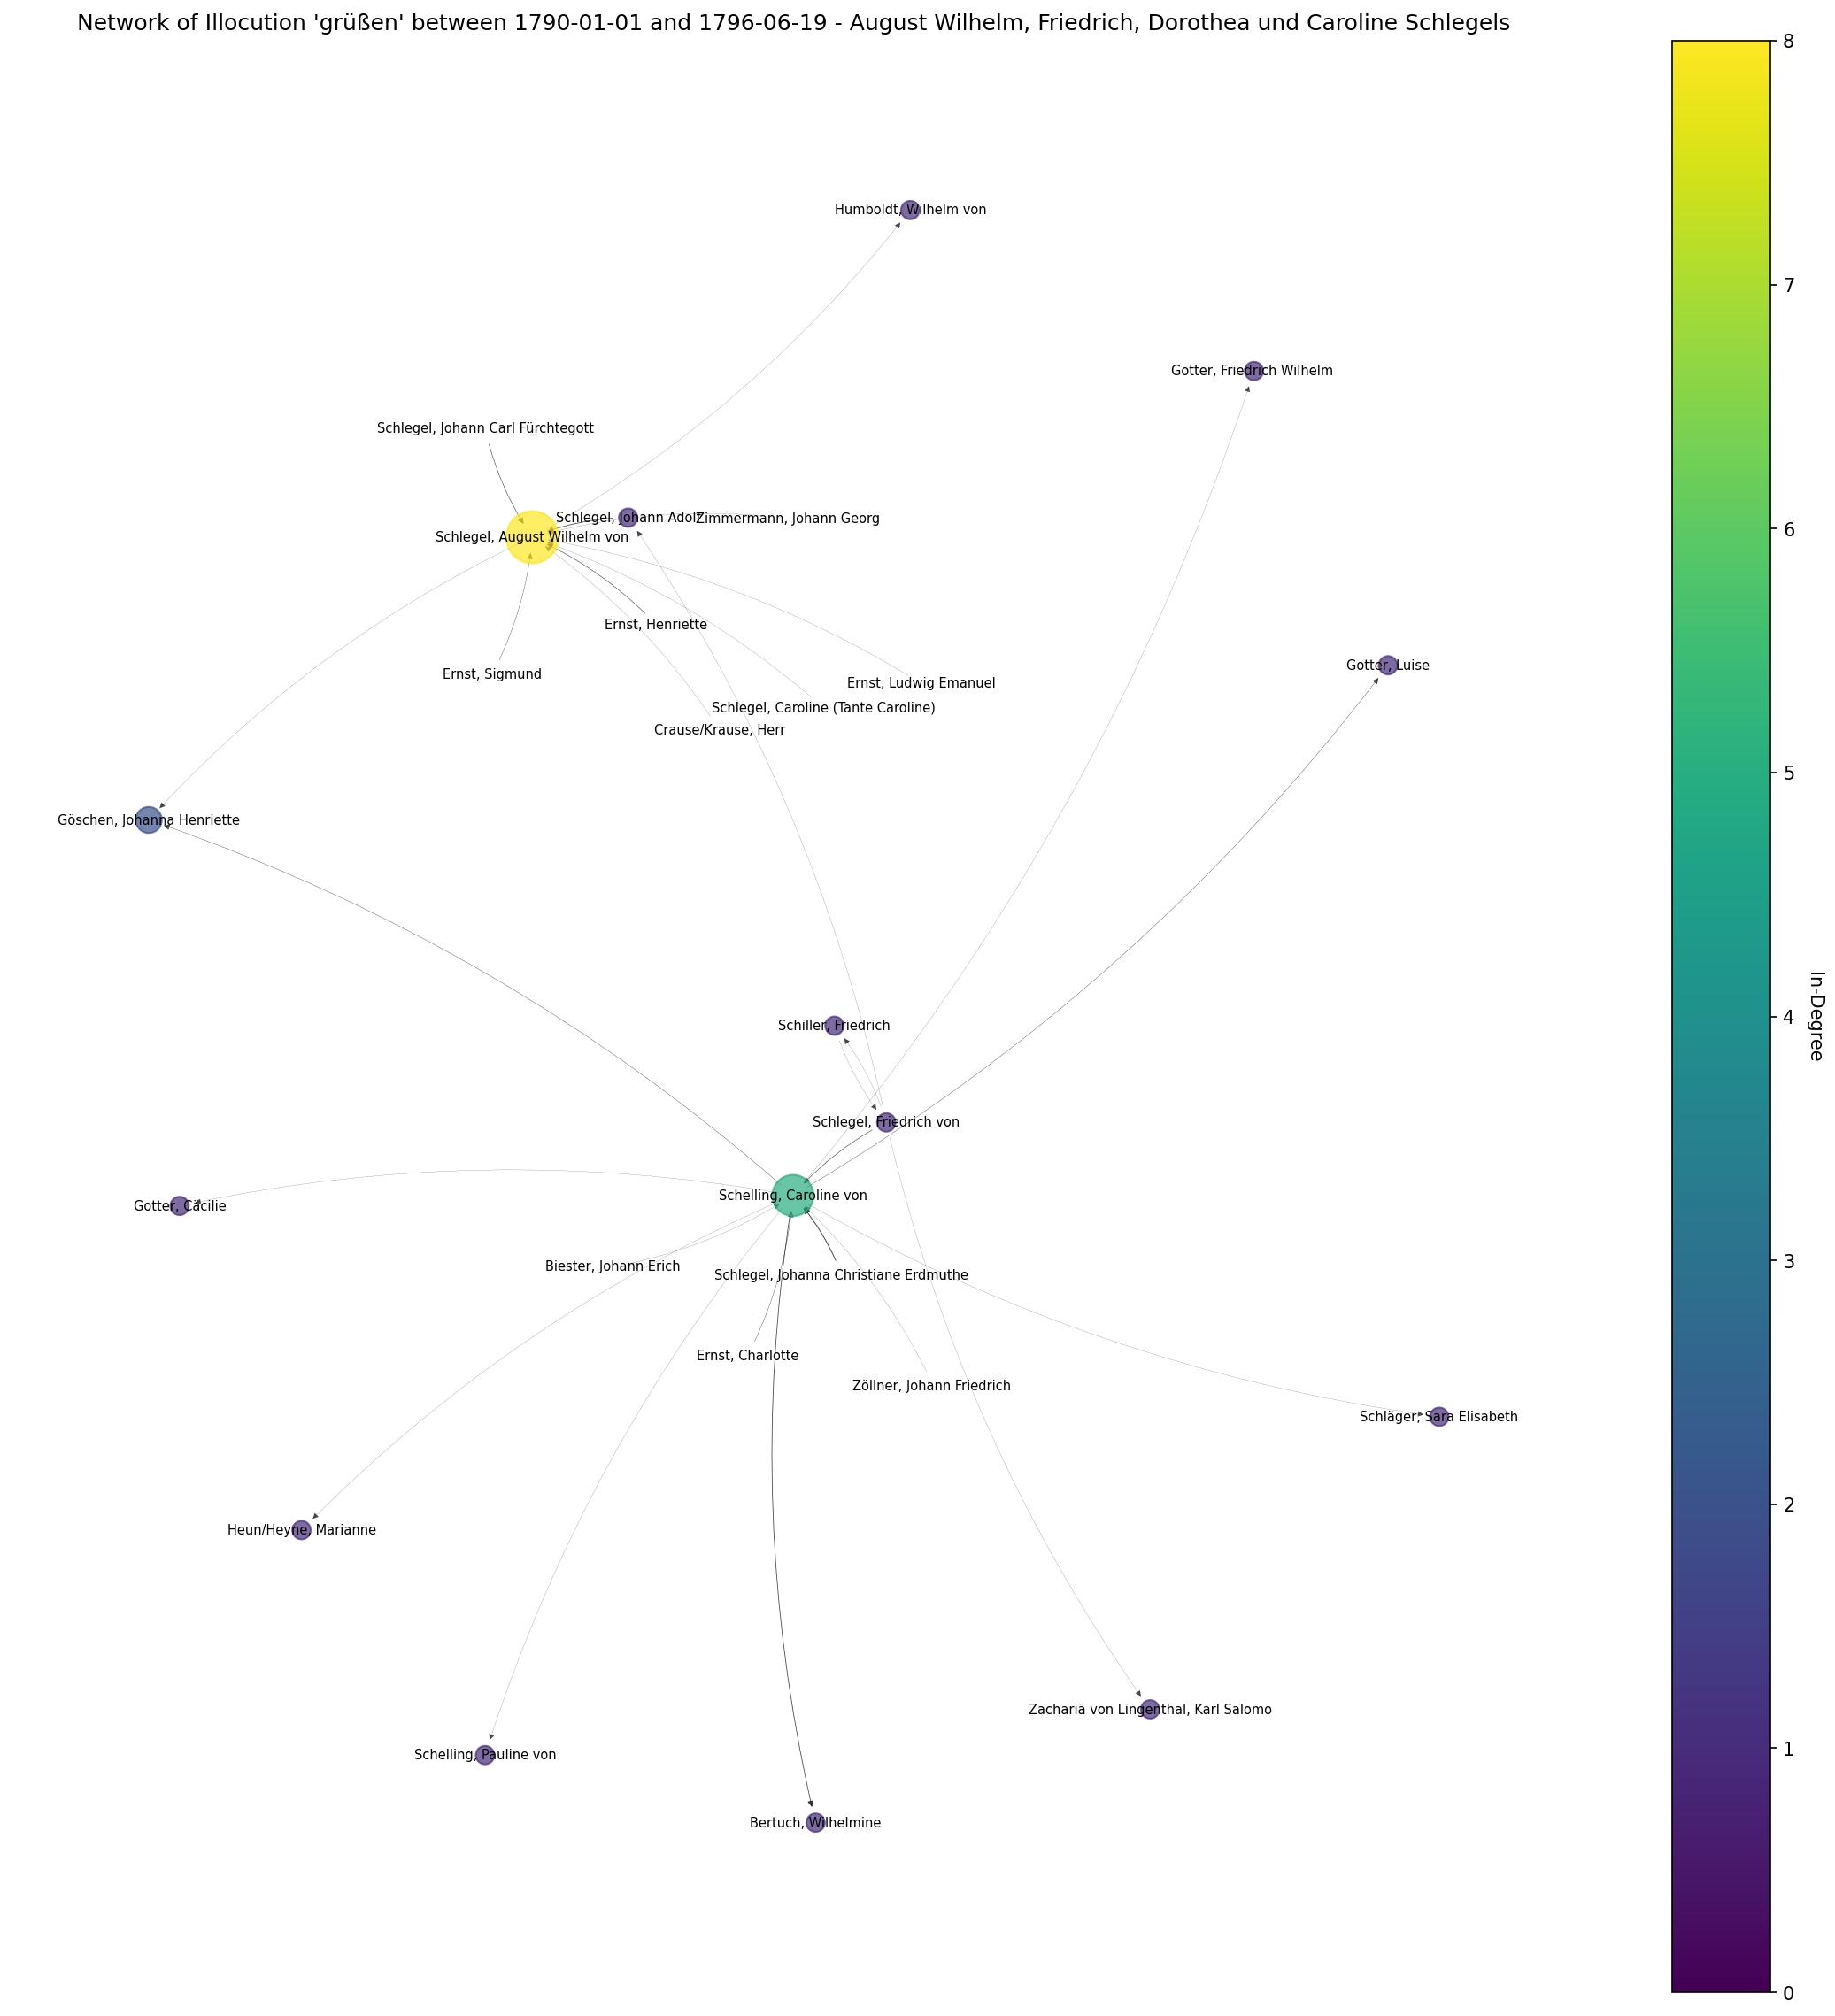 Network of Illocution 'grüßen' between 1790-01-01 and 1796-06-19 - August Wilhelm, Friedrich, Dorothea und Caroline Schlegels
8
Humboldt, Wilhelm von
7
Gotter, Friedrich Wilhelm
Schlegel, Johann Carl Fürchtegott
6
Schlegel, Johann Adolf
Zimmermann, Johann Georg
Schlegel, August Wilhelm von
Ernst, Henriette
Gotter, Luise
Ernst, Sigmund
Ernst, Ludwig Emanuel
Schlegel, Caroline (Tante Caroline)
Crause/Krause, Herr
5
Göschen, Johanna Henriette
4
In-Degree
Schiller, Friedrich
Schlegel, Friedrich von
Schelling, Caroline von
Gotter, Cäcilie
3
Biester, Johann Erich
Schlegel, Johanna Christiane Erdmuthe
Ernst, Charlotte
Zöllner, Johann Friedrich
Schläger, Sara Elisabeth
2
Heun/Heyne, Marianne
Zachariä von Lingenthal, Karl Salomo
1
Schelling, Pauline von
Bertuch, Wilhelmine
0